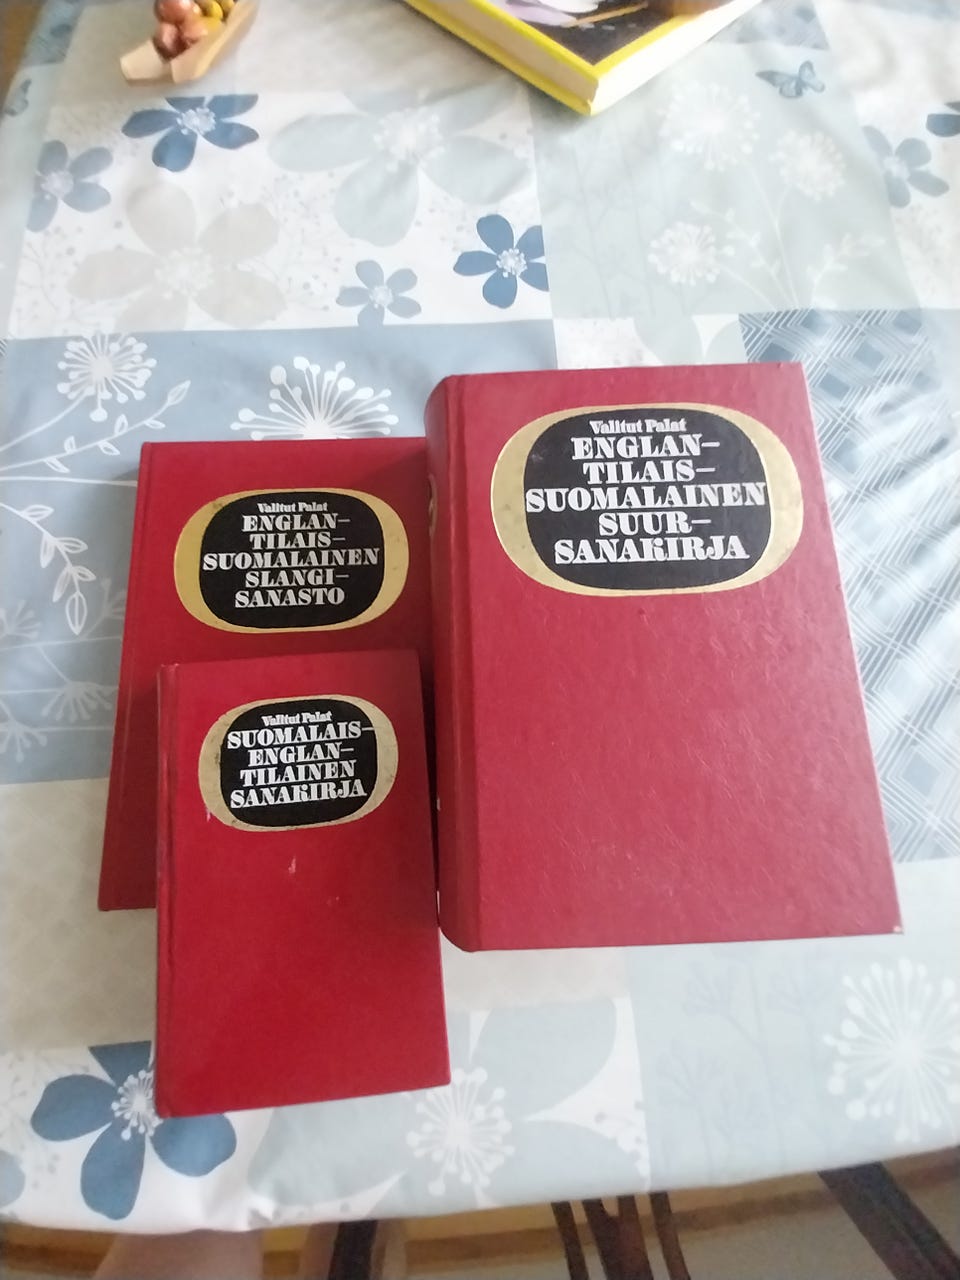 Valitut Palat
ENGLAN–
TILAIS–
SUOMALAINEN
SLANGI–
SANASTO
Valitut Palat
ENGLAN–
TILAIS–
SUOMALAINEN
SUUR–
SANAKIRJA
Valitut Palat
SUOMALAIS–
ENGLAN–
TILAINEN
SANAKIRJA